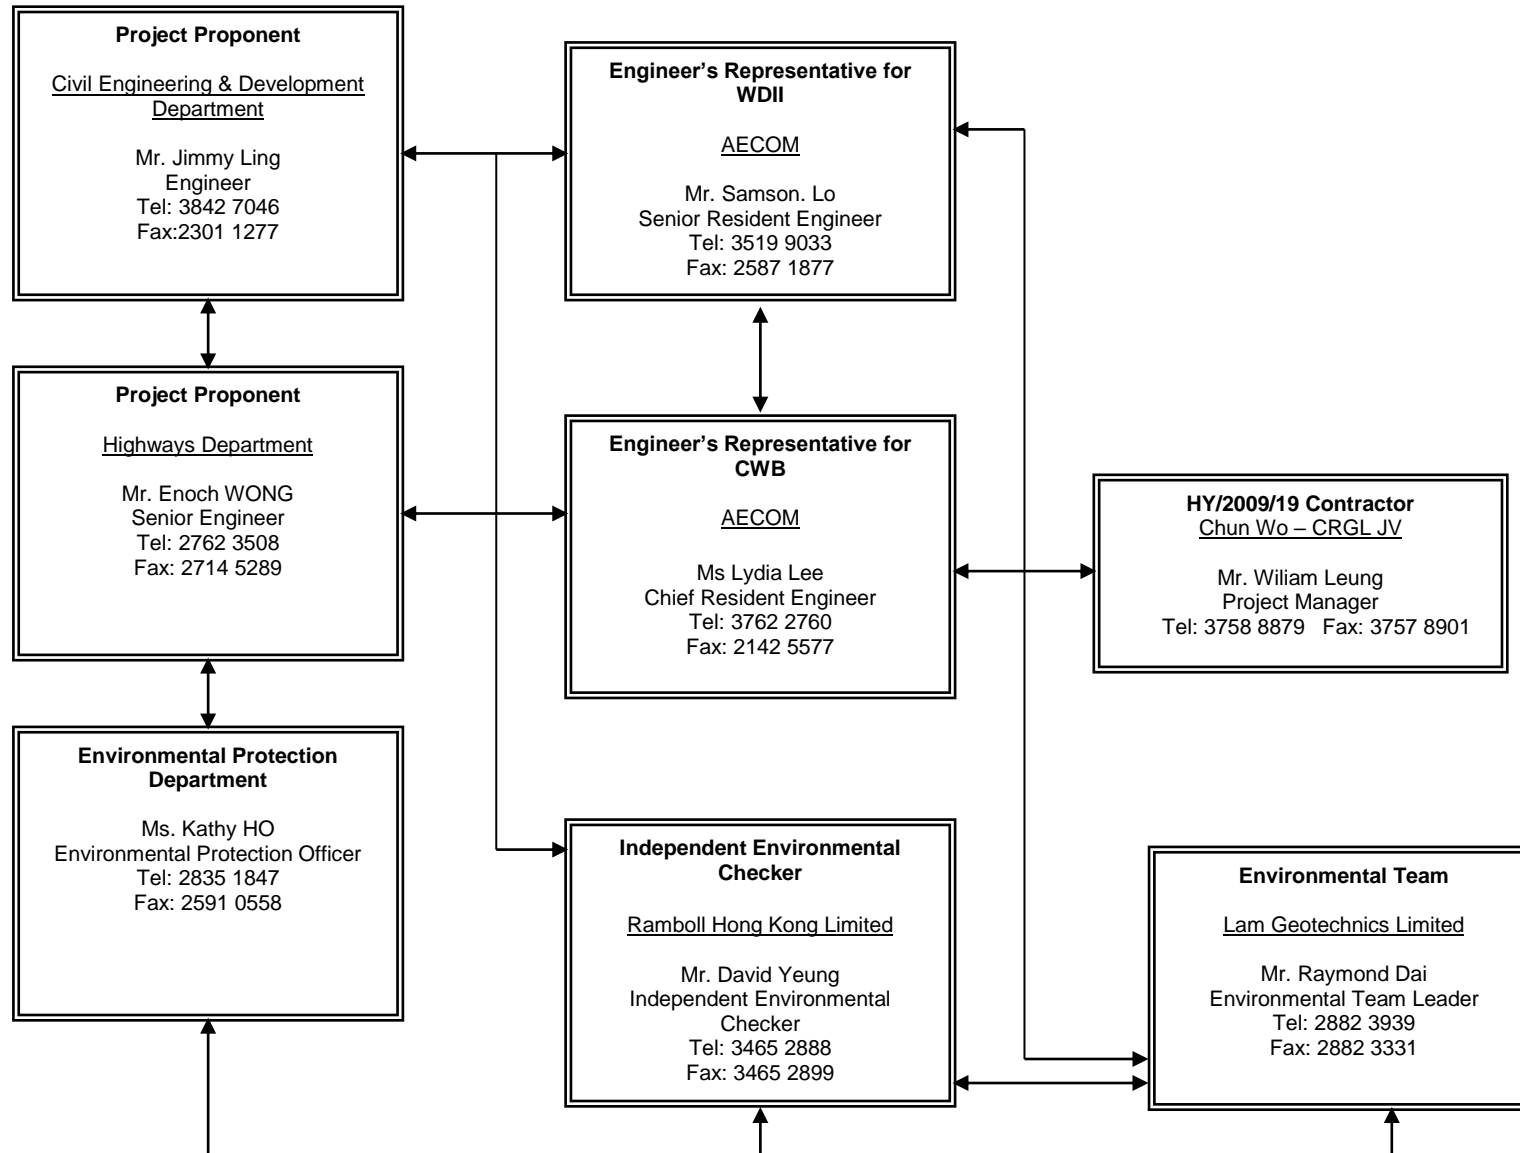 Project Proponent
Civil Engineering & Development
Department
Mr. Jimmy Ling
Engineer
Tel: 3842 7046
Fax:2301 1277
Engineer’s Representative for
WDII
AECOM
Mr. Samson. Lo
Senior Resident Engineer
Tel: 3519 9033
Fax: 2587 1877
Project Proponent
Highways Department
Mr. Enoch WONG
Senior Engineer
Tel: 2762 3508
Fax: 2714 5289
Engineer’s Representative for
CWB
AECOM
Ms Lydia Lee
Chief Resident Engineer
Tel: 3762 2760
Fax: 2142 5577
HY/2009/19 Contractor
Chun Wo – CRGL JV
Mr. Wiliam Leung
Project Manager
Tel: 3758 8879   Fax: 3757 8901
Environmental Protection
Department
Ms. Kathy HO
Environmental Protection Officer
Tel: 2835 1847
Fax: 2591 0558
Independent Environmental
Checker
Ramboll Hong Kong Limited
Mr. David Yeung
Independent Environmental
Checker
Tel: 3465 2888
Fax: 3465 2899
Environmental Team
Lam Geotechnics Limited
Mr. Raymond Dai
Environmental Team Leader
Tel: 2882 3939
Fax: 2882 3331